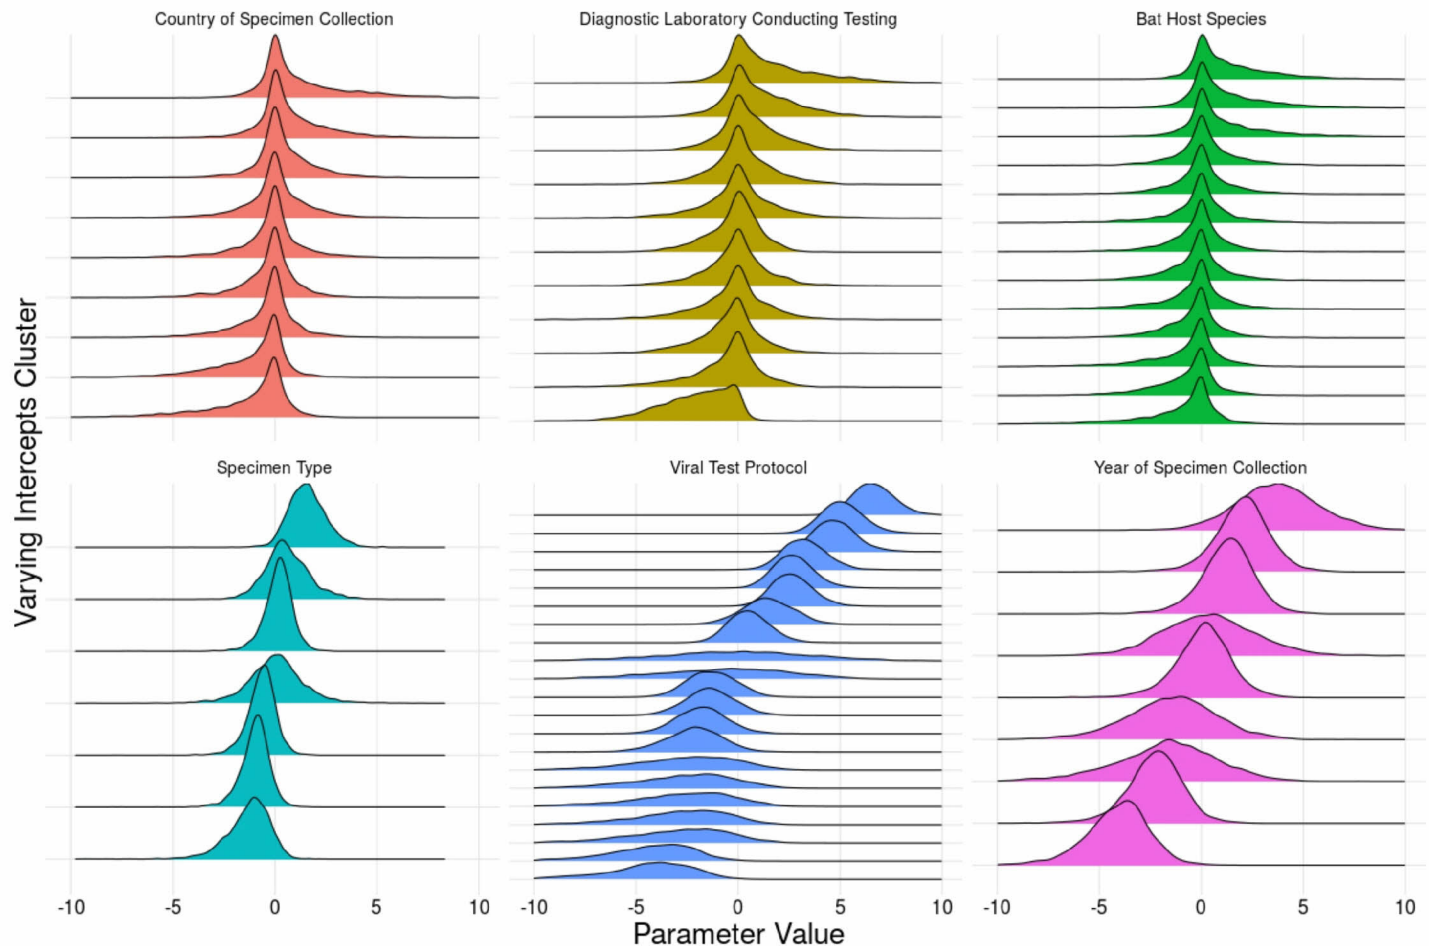 Country of Specimen Collection
Diagnostic Laboratory Conducting Testing
Bat Host Species
Varying Intercepts Cluster
Specimen Type
Viral Test Protocol
Year of Specimen Collection
-10 -5 0 5 10
-10 -5 0 5 10
-10 -5 0 5 10
Parameter Value